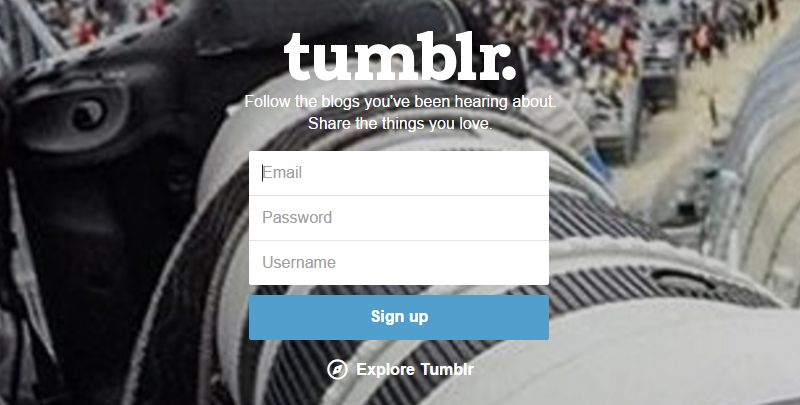 tumblr.
Follow the blogs you've been hearing about.
Share the things you love.
Email
Password
Username
Sign up
Explore Tumblr